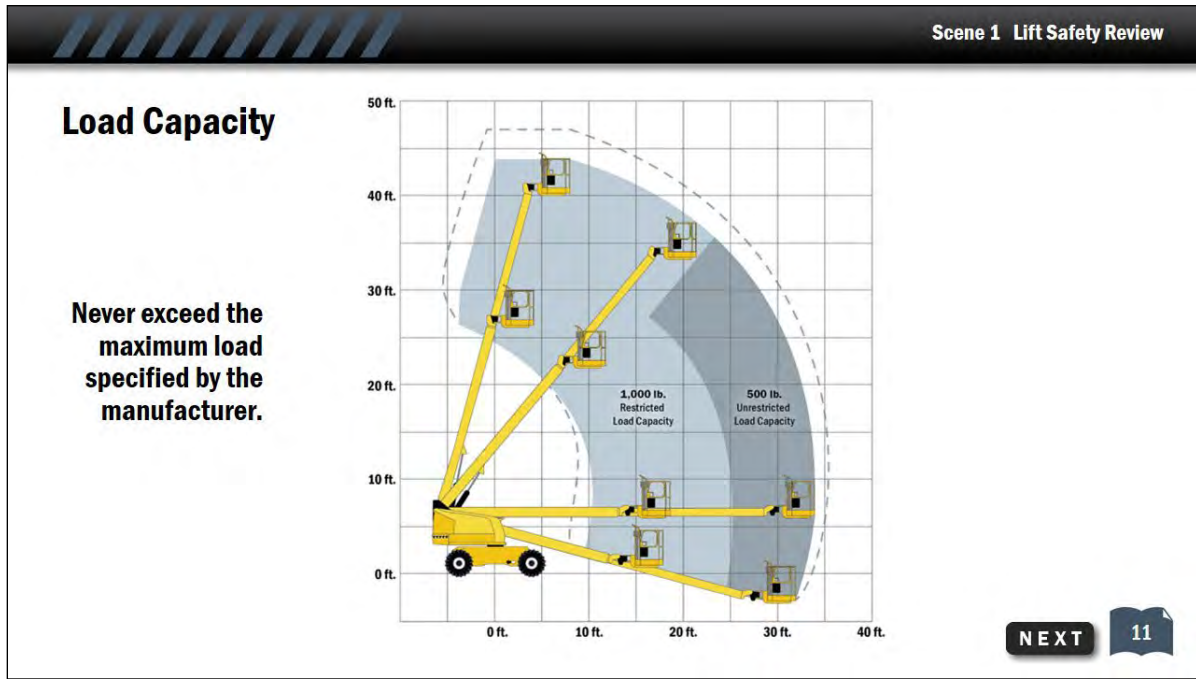 Scene 1 Lift Safety Review
Load Capacity
Never exceed the
maximum load
specified by the
manufacturer.
50 ft.
40 ft.
30 ft.
20 ft.
10 ft.
0 ft.
1,000 lb.
Restricted
Load Capacity
500 lb.
Unrestricted
Load Capacity
0 ft. 10 ft. 20 ft. 30 ft. 40 ft.
NEXT 11